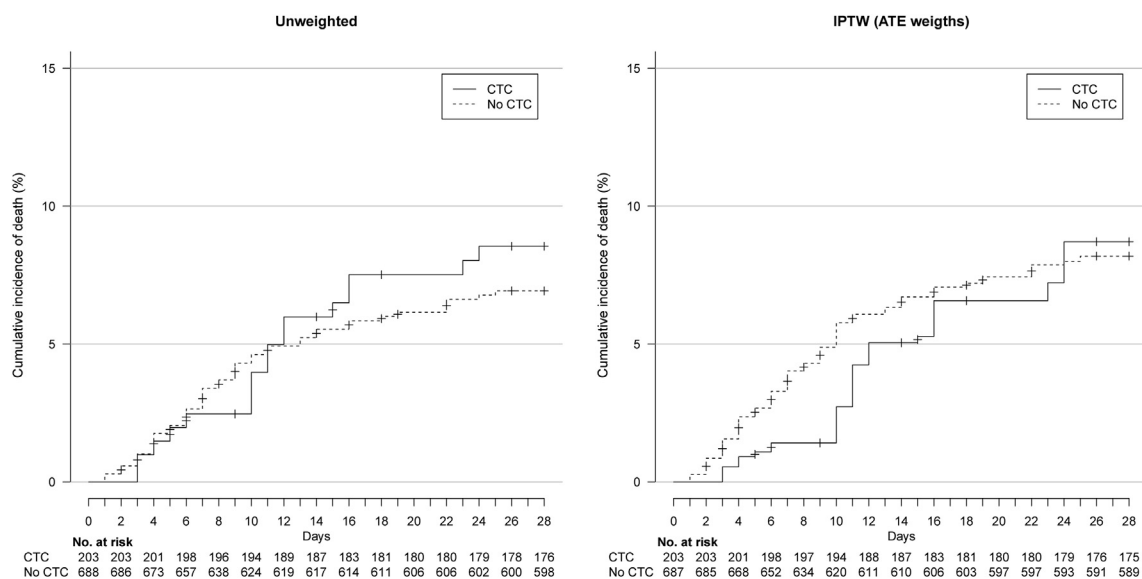 Unweighted
15
10
5
0
Cumulative incidence of death (%)
CTC
No CTC
0 2 4 6 8 10 12 14 16 18 20 22 24 26 28
Days
No. at risk
CTC 203 203 201 198 196 194 189 187 183 181 180 180 179 178 176
No CTC 688 686 673 657 638 624 619 617 614 611 606 606 602 600 598
IPTW (ATE weigths)
15
10
5
0
Cumulative incidence of death (%)
CTC
No CTC
0 2 4 6 8 10 12 14 16 18 20 22 24 26 28
Days
No. at risk
CTC 203 203 201 198 197 194 188 187 183 181 180 180 179 176 175
No CTC 687 685 668 652 634 620 611 610 606 603 597 597 593 591 589